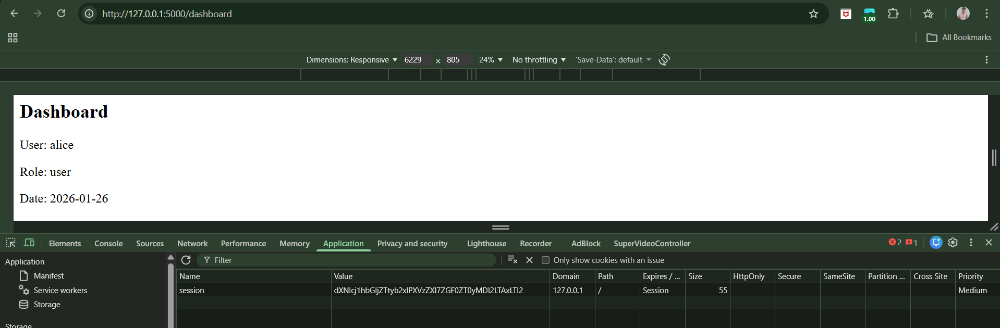 http://127.0.0.1:5000/dashboard
1.00
All Bookmarks
Dimensions: Responsive 6229 × 805 24% No throttling 'Save-Data': default
Dashboard
User: alice
Role: user
Date: 2026-01-26
Elements Console Sources Network Performance Memory Application Privacy and security Lighthouse Recorder AdBlock SuperVideoController 2 1
Application
Manifest
Service workers
Storage
Storage
Filter Only show cookies with an issue
Name Value Domain Path Expires / ... Size HttpOnly Secure SameSite Partition ... Cross Site Priority
session dXNlcj1hbGljZTtyb2xlPXVzZXI7ZGF0ZT0yMDI2LTAxLTI2 127.0.0.1 / Session 55 Medium